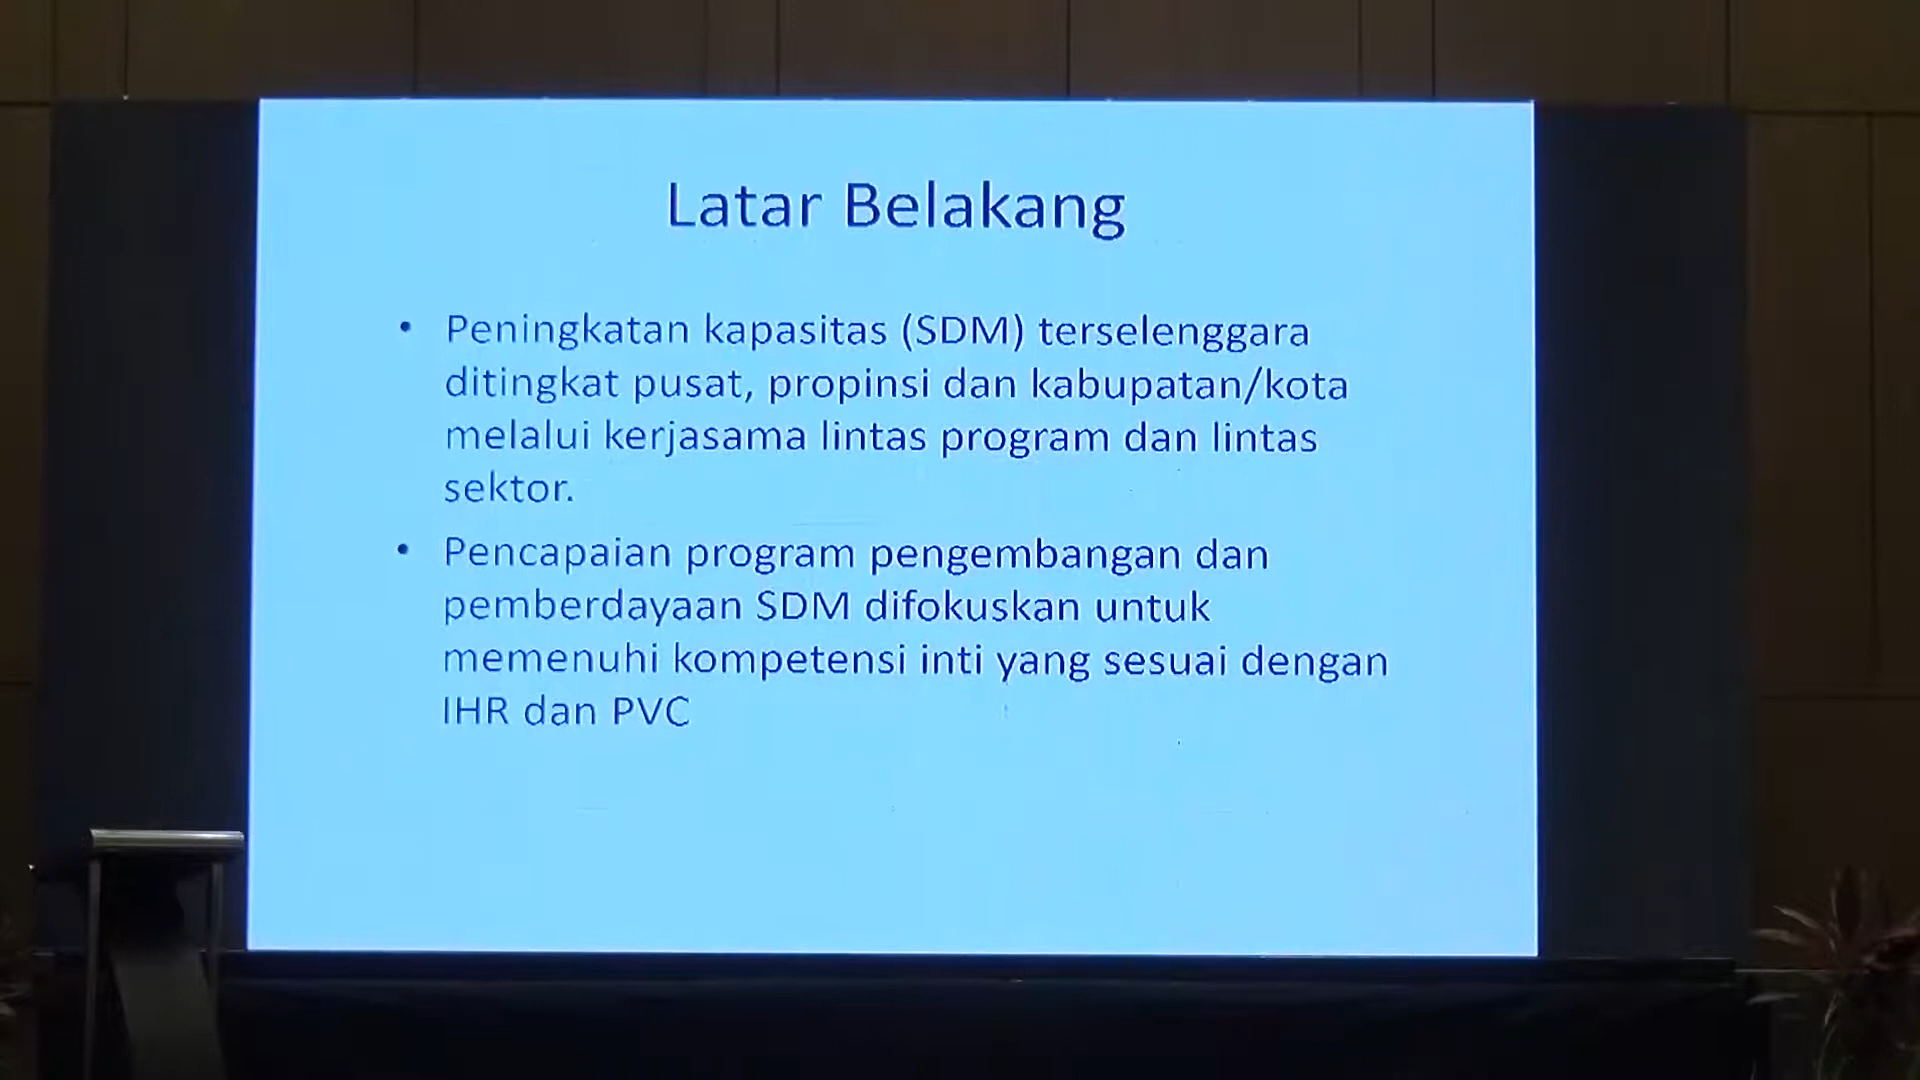 Latar Belakang
• Peningkatan kapasitas (SDM) terselenggara
ditingkat pusat, propinsi dan kabupatan/kota
melalui kerjasama lintas program dan lintas
sektor.
• Pencapaian program pengembangan dan
pemberdayaan SDM difokuskan untuk
memenuhi kompetensi inti yang sesuai dengan
IHR dan PVC